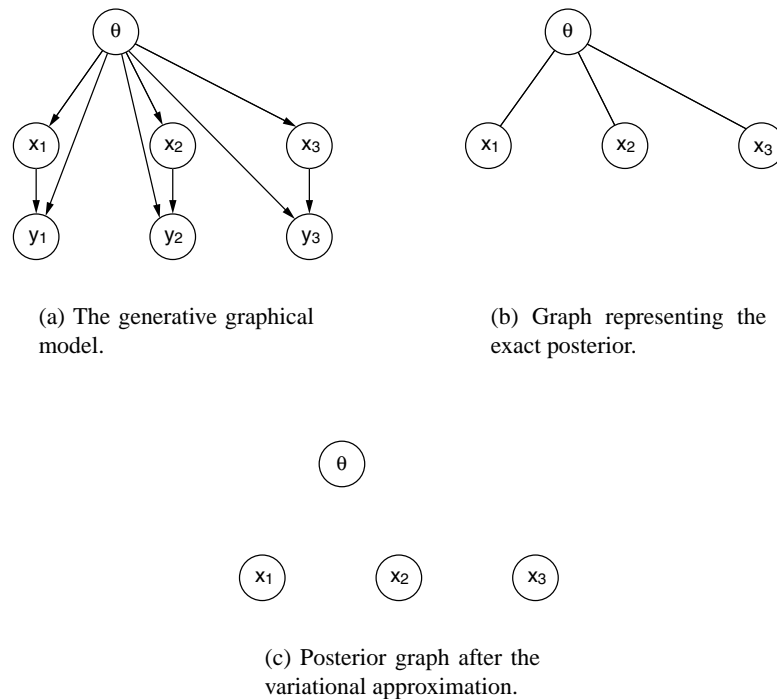 θ
x₁ x₂ x₃
y₁ y₂ y₃
(a) The generative graphical
model.
θ
x₁ x₂ x₃
(b) Graph representing the
exact posterior.
θ
x₁ x₂ x₃
(c) Posterior graph after the
variational approximation.